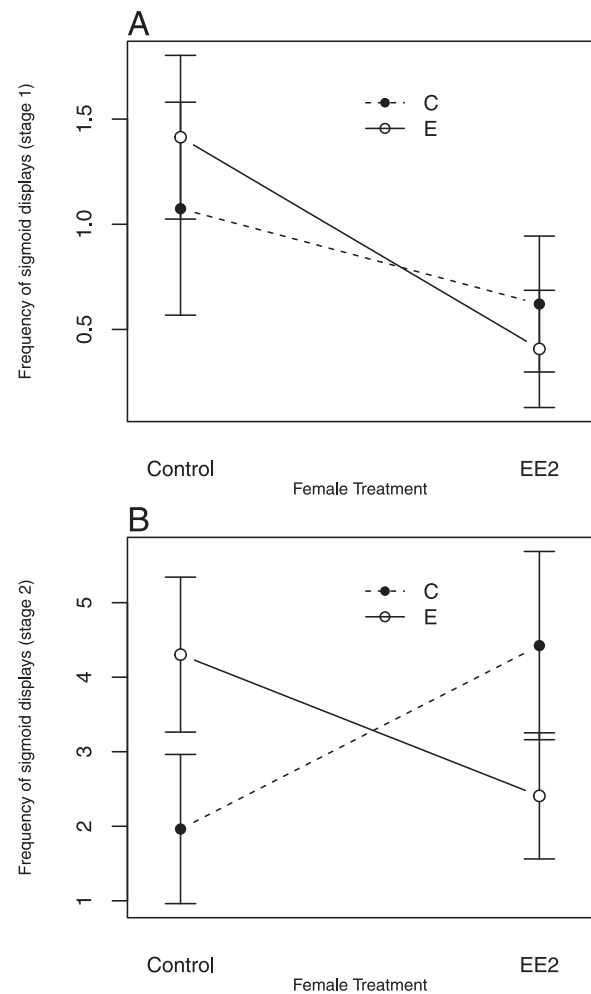 A
Frequency of sigmoid displays (stage 1)
1.5
1.0
0.5
C
E
Control
EE2
Female Treatment
B
Frequency of sigmoid displays (stage 2)
5
4
3
2
1
C
E
Control
EE2
Female Treatment